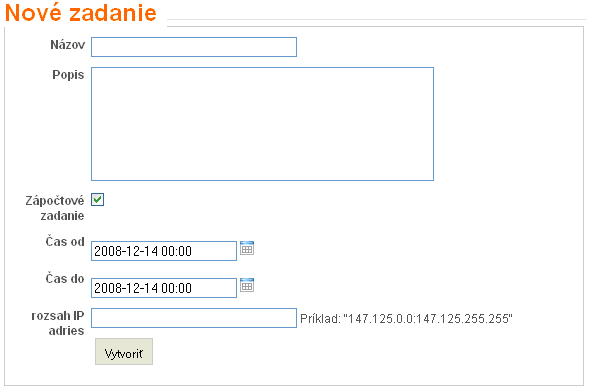 Nové zadanie
Názov
Popis
Zápočtové
zadanie
Čas od
2008-12-14 00:00
Čas do
2008-12-14 00:00
rozsah IP
adries
Príklad: "147.125.0.0:147.125.255.255"
Vytvoriť